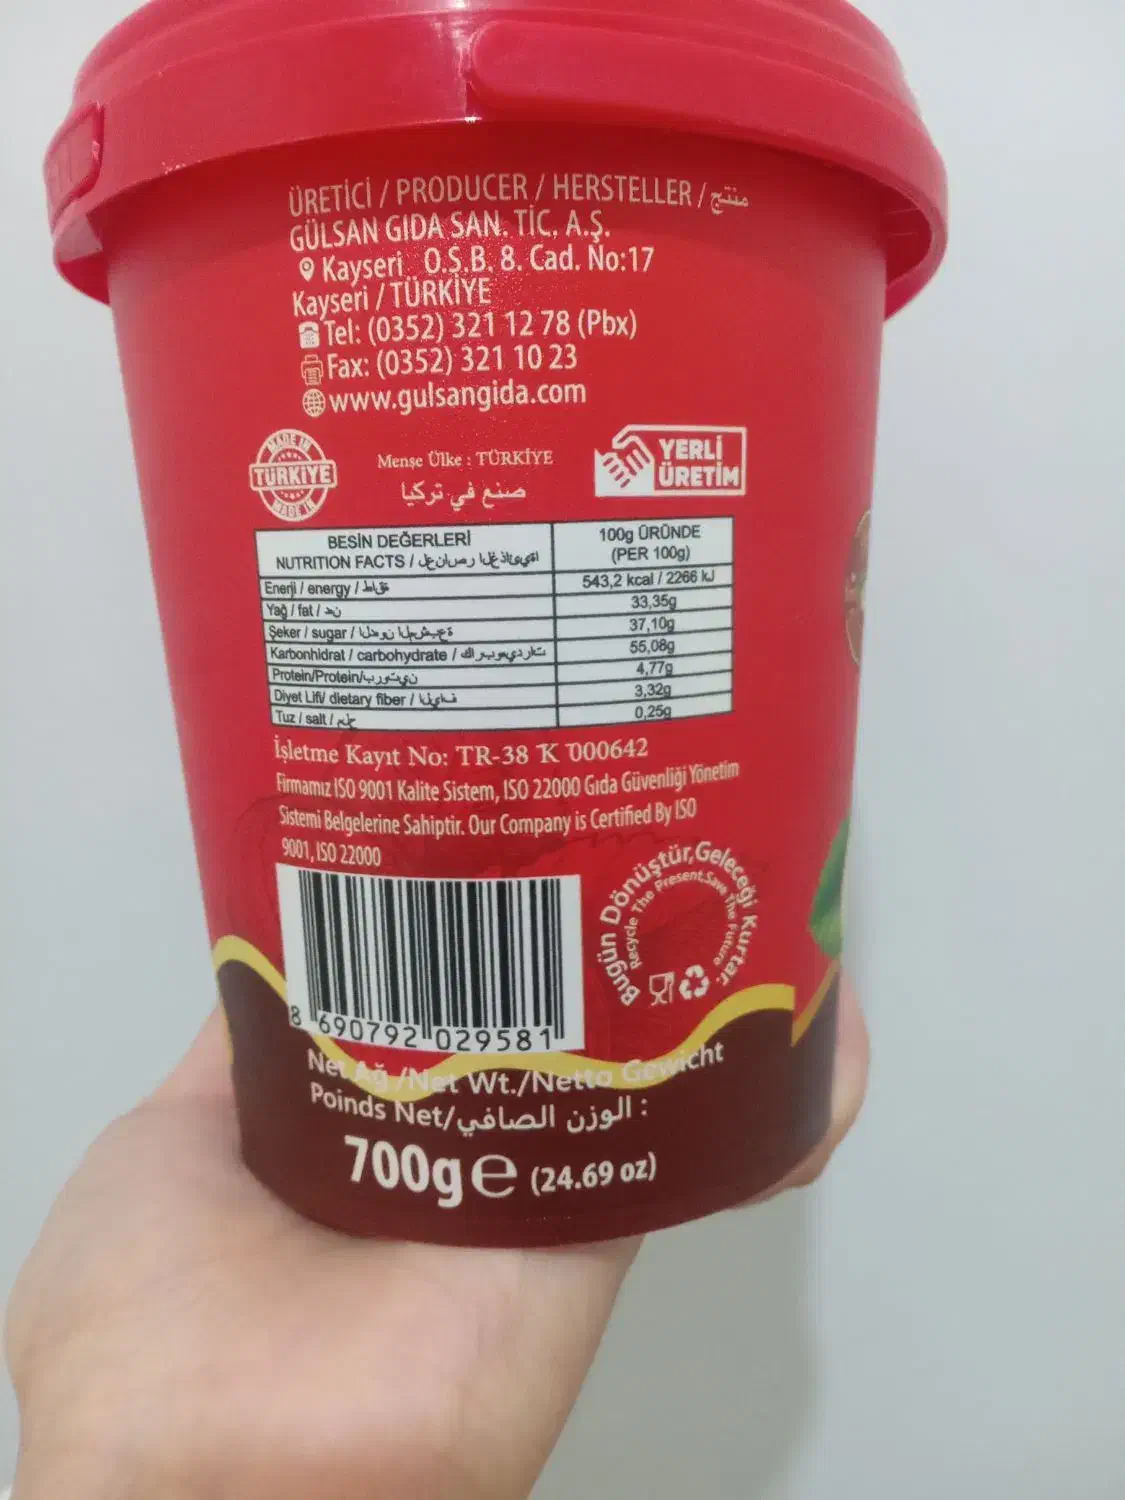 ÜRETİCİ / PRODUCER / HERSTELLER / منتج
GÜLSAN GIDA SAN. TİC. A.Ş.
Kayseri O.S.B. 8. Cad. No:17
Kayseri / TÜRKİYE
Tel: (0352) 321 12 78 (Pbx)
Fax: (0352) 321 10 23
www.gulsangida.com
MADE IN
TÜRKİYE
MADE IN
Menşe Ülke : TÜRKİYE
صنع في تركيا
YERLİ
ÜRETİM
BESİN DEĞERLERİ
NUTRITION FACTS /
100g ÜRÜNDE
(PER 100g)
Enerji / energy / 543,2 kcal / 2266 kJ
Yağ / fat / 33,35g
Şeker / sugar / 37,10g
Karbonhidrat / carbohydrate / 55,08g
Protein/Protein/ 4,77g
Diyet Lifi/ dietary fiber / 3,32g
Tuz / salt / 0,25g
İşletme Kayıt No: TR-38 K 000642
Firmamız ISO 9001 Kalite Sistem, ISO 22000 Gıda Güvenliği Yönetim
Sistemi Belgelerine Sahiptir. Our Company is Certified By ISO
9001, ISO 22000
Bugün Dönüştür, Geleceği Kurtar.
Recycle The Present. Save The Future
8 690792 029581
Net Ağ /Net Wt./Netto Gewicht
Poinds Net/الوزن الصافي :
700g e (24.69 oz)